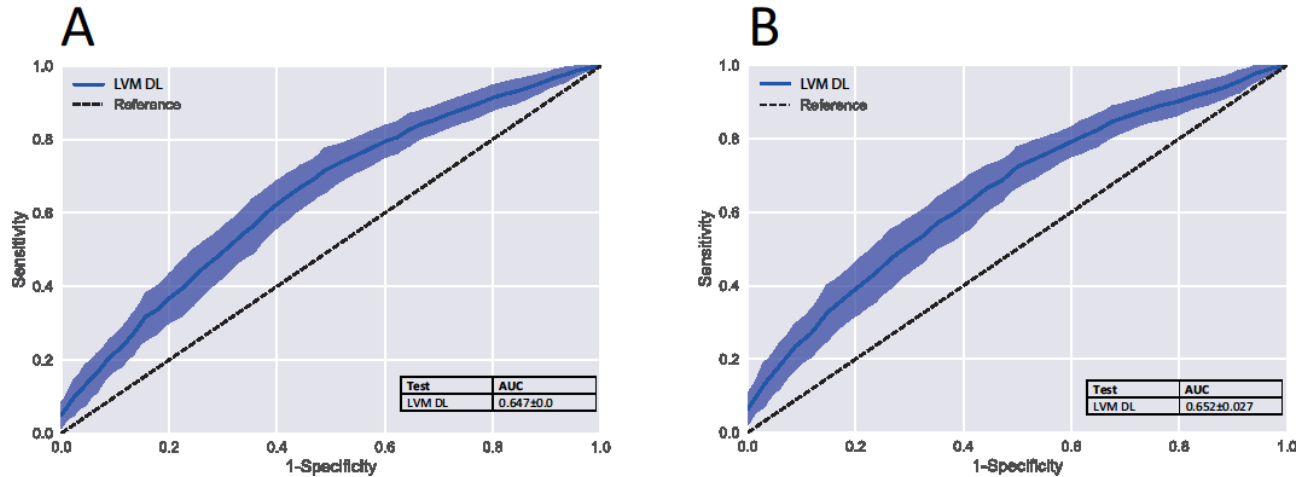 A
LVM DL
Referance
1.0
0.8
0.6
0.4
0.2
0.0
Sensitivity
Test AUC
LVM DL 0.647±0.0
0.0 0.2 0.4 0.6 0.8 1.0
1-Specificity
B
LVM DL
Referance
1.0
0.8
0.6
0.4
0.2
0.0
Sensitivity
Test AUC
LVM DL 0.652±0.027
0.0 0.2 0.4 0.6 0.8 1.0
1-Specificity